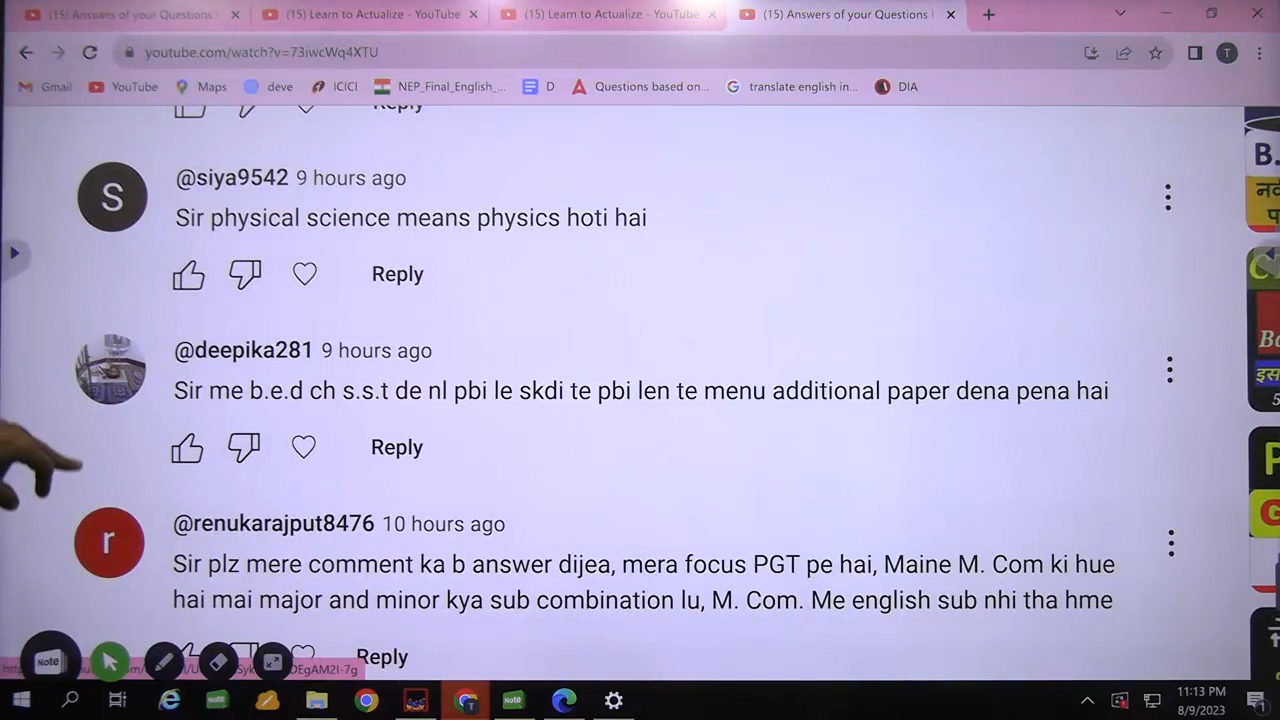 (15) Answers of your Questions
(15) Learn to Actualize - YouTube
(15) Learn to Actualize - YouTube
(15) Answers of your Questions
youtube.com/watch?v=73iwcWq4XTU
T
Gmail
YouTube
Maps
deve
ICICI
NEP_Final_English_...
D
Questions based on...
translate english in...
DIA
Reply
S
@siya9542 9 hours ago
Sir physical science means physics hoti hai
Reply
@deepika281 9 hours ago
Sir me b.e.d ch s.s.t de nl pbi le skdi te pbi len te menu additional paper dena pena hai
Reply
r
@renukarajput8476 10 hours ago
Sir plz mere comment ka b answer dijea, mera focus PGT pe hai, Maine M. Com ki hue
hai mai major and minor kya sub combination lu, M. Com. Me english sub nhi tha hme
Reply
B.
Note
Note
Note
11:13 PM
8/9/2023